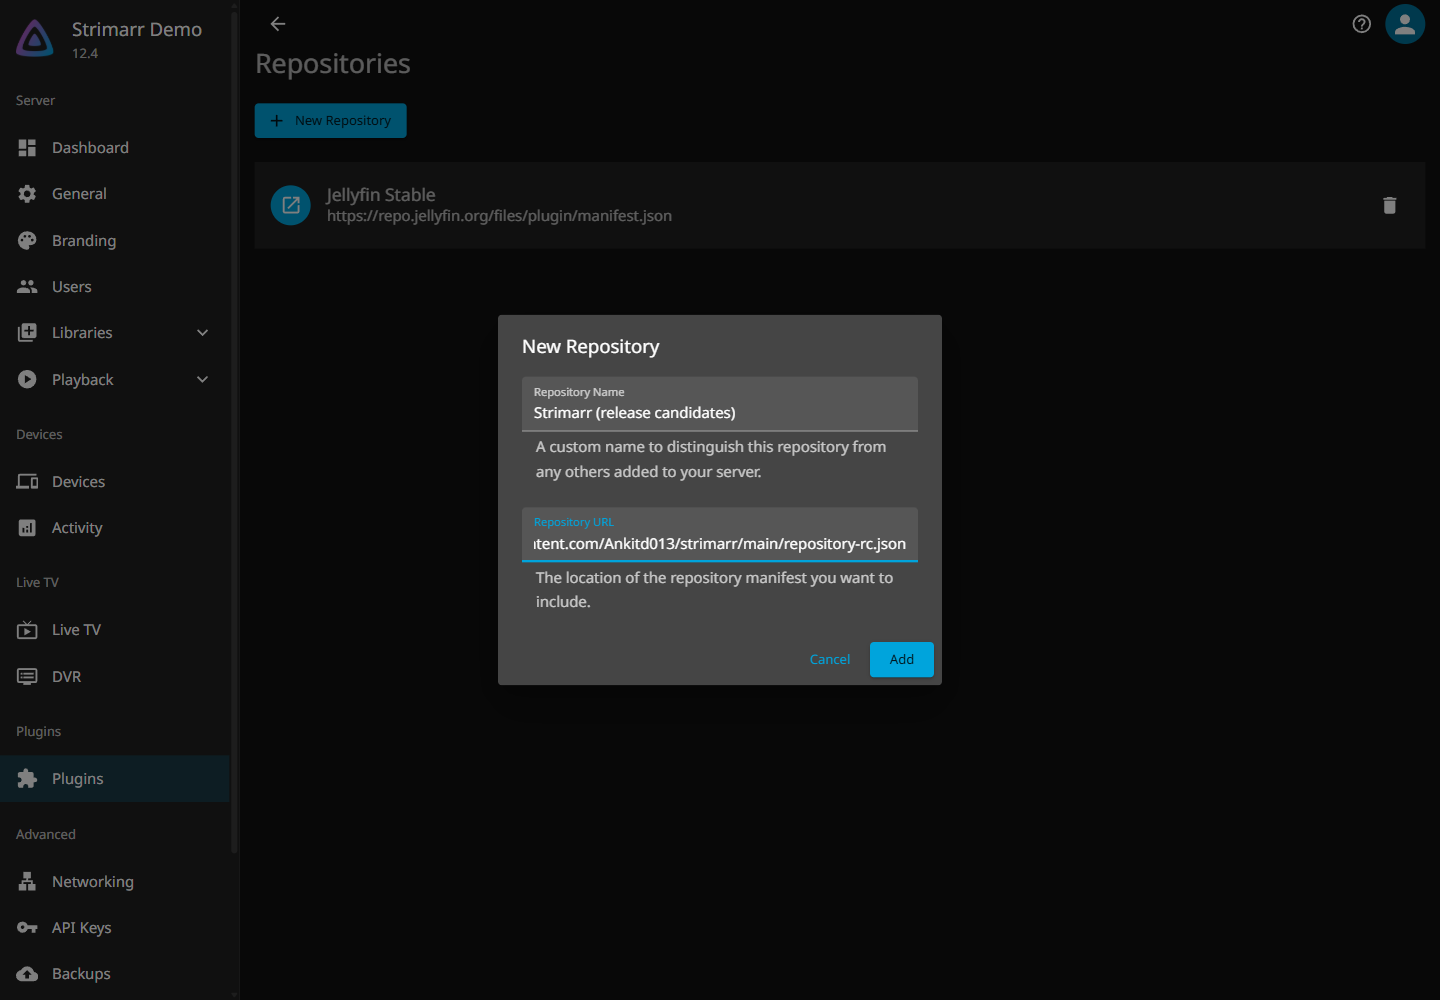 Strimarr Demo
12.4
Server
Dashboard
General
Branding
Users
Libraries
Playback
Devices
Devices
Activity
Live TV
Live TV
DVR
Plugins
Plugins
Advanced
Networking
API Keys
Backups
Repositories
New Repository
Jellyfin Stable
https://repo.jellyfin.org/files/plugin/manifest.json
New Repository
Repository Name
Strimarr (release candidates)
A custom name to distinguish this repository from
any others added to your server.
Repository URL
tent.com/Ankitd013/strimarr/main/repository-rc.json
The location of the repository manifest you want to
include.
Cancel
Add